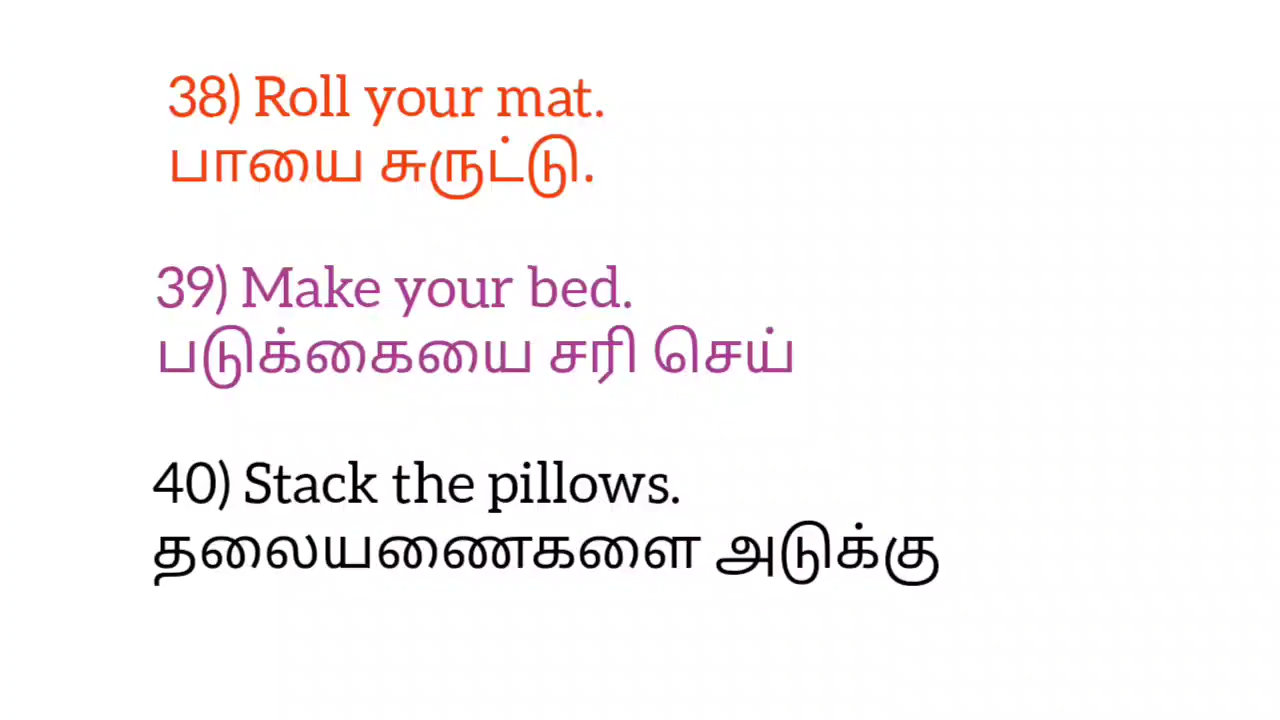 38) Roll your mat.
பாயை சுருட்டு.
39) Make your bed.
படுக்கையை சரி செய்
40) Stack the pillows.
தலையணைகளை அடுக்கு